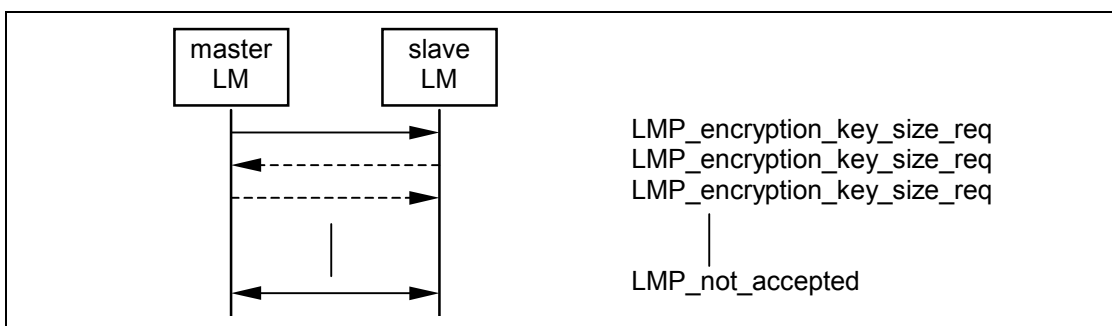 master
LM
slave
LM
LMP_encryption_key_size_req
LMP_encryption_key_size_req
LMP_encryption_key_size_req
LMP_not_accepted